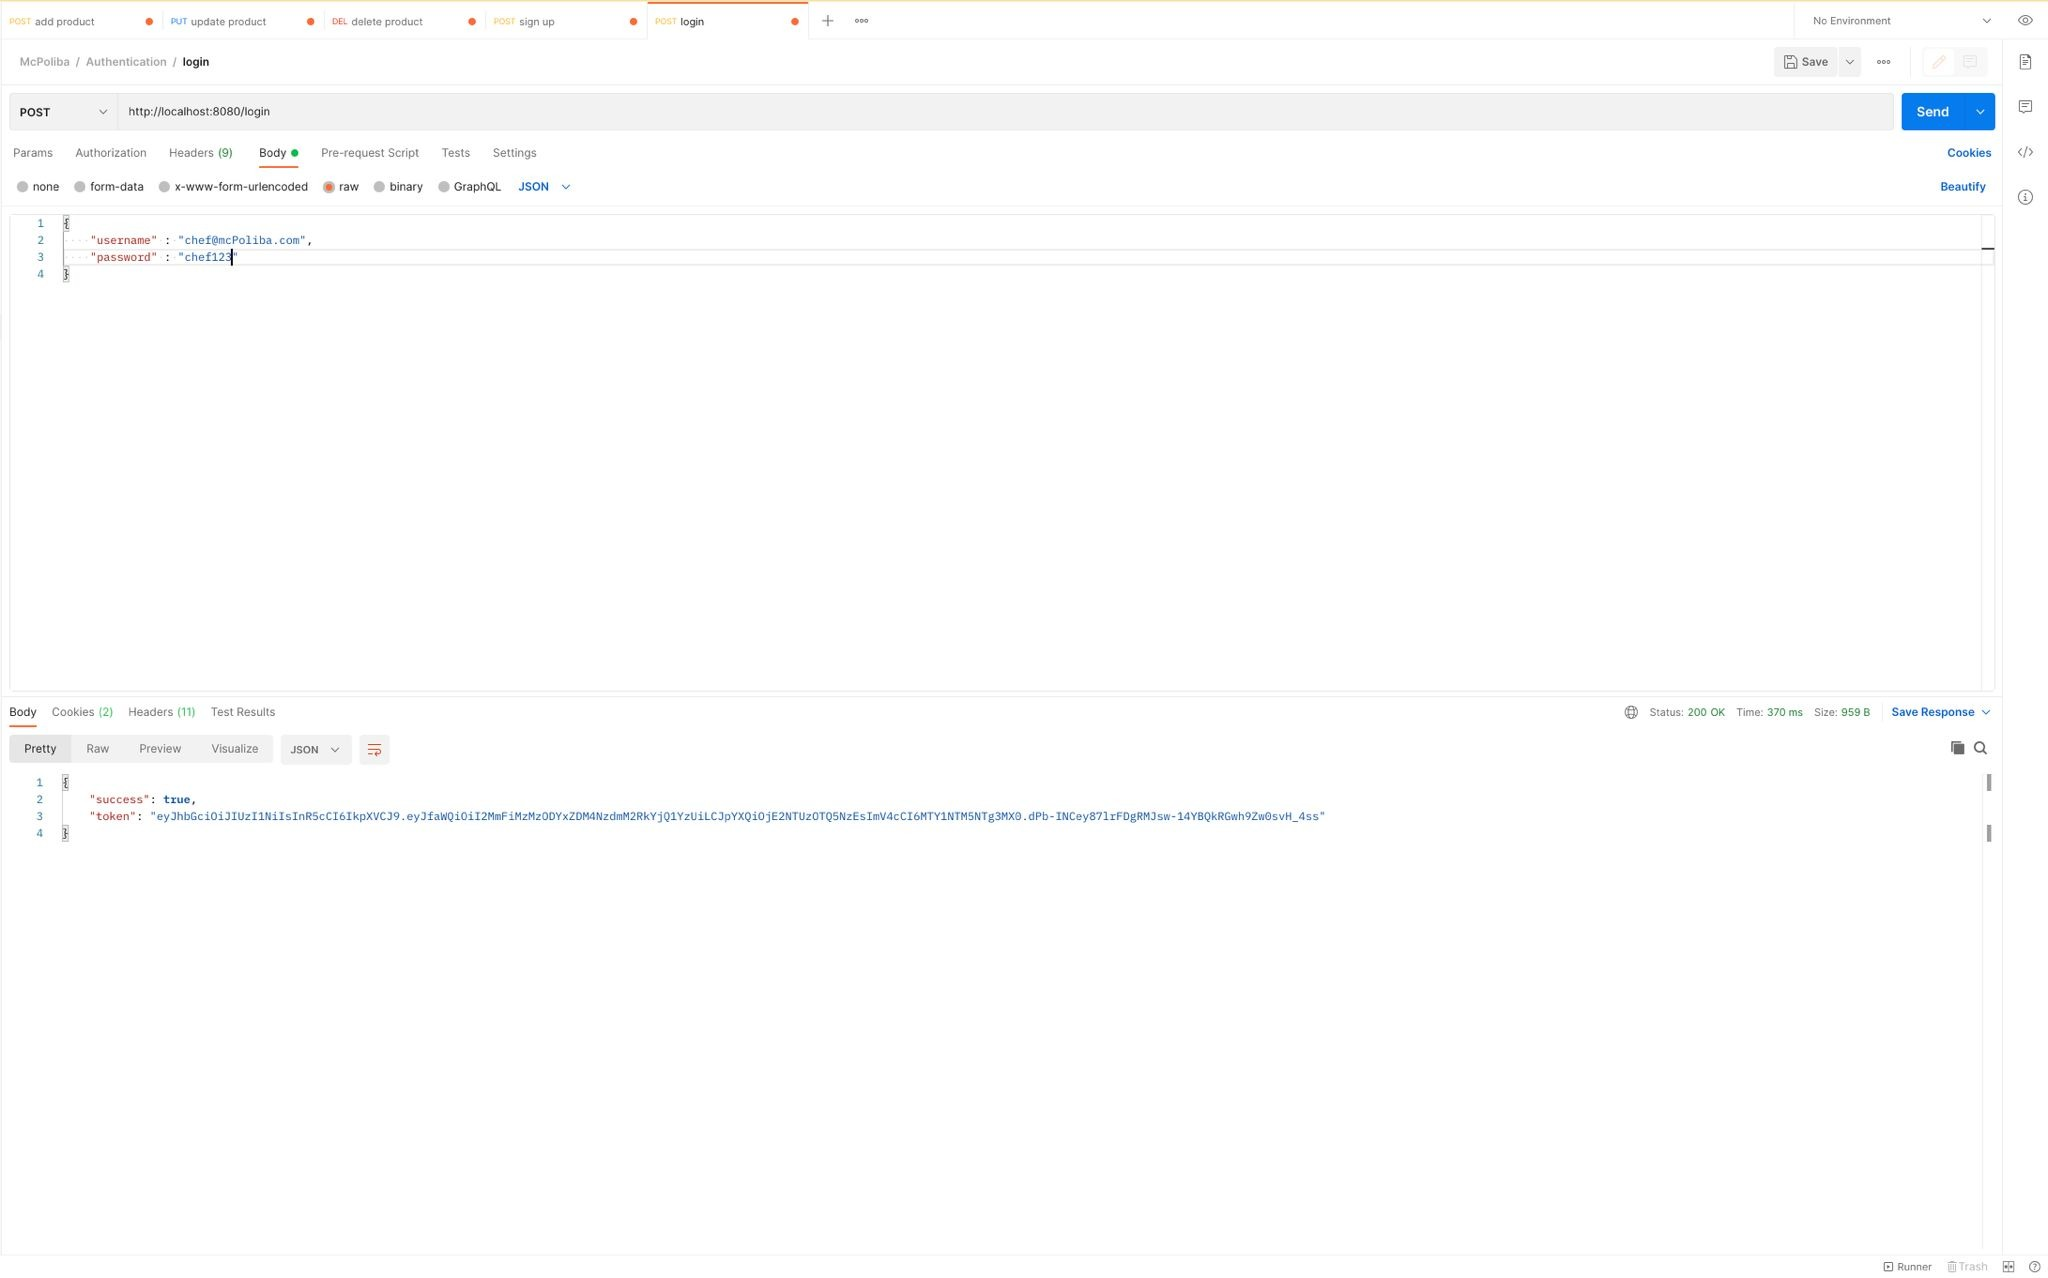 POST add product PUT update product DEL delete product POST sign up POST login No Environment
McPoliba / Authentication / login Save
POST http://localhost:8080/login Send
Params Authorization Headers (9) Body Pre-request Script Tests Settings Cookies
none form-data x-www-form-urlencoded raw binary GraphQL JSON Beautify
1 {
2 "username" : "chef@mcPoliba.com",
3 "password" : "chef123"
4 }
Body Cookies (2) Headers (11) Test Results Status: 200 OK Time: 370 ms Size: 959 B Save Response
Pretty Raw Preview Visualize JSON
1 {
2 "success": true,
3 "token": "eyJhbGciOiJIUzI1NiIsInR5cCI6IkpXVCJ9.eyJfaWQiOiI2MmFiMzMzODYxZDM4NzdmM2RkYjQ1YzUiLCJpYXQiOjE2NTUzOTQ5NzEsImV4cCI6MTY1NTM5NTg3MX0.dPb-INCey87lrFDgRMJsw-14YBQkRGwh9Zw0svH_4ss"
4 }
Runner Trash